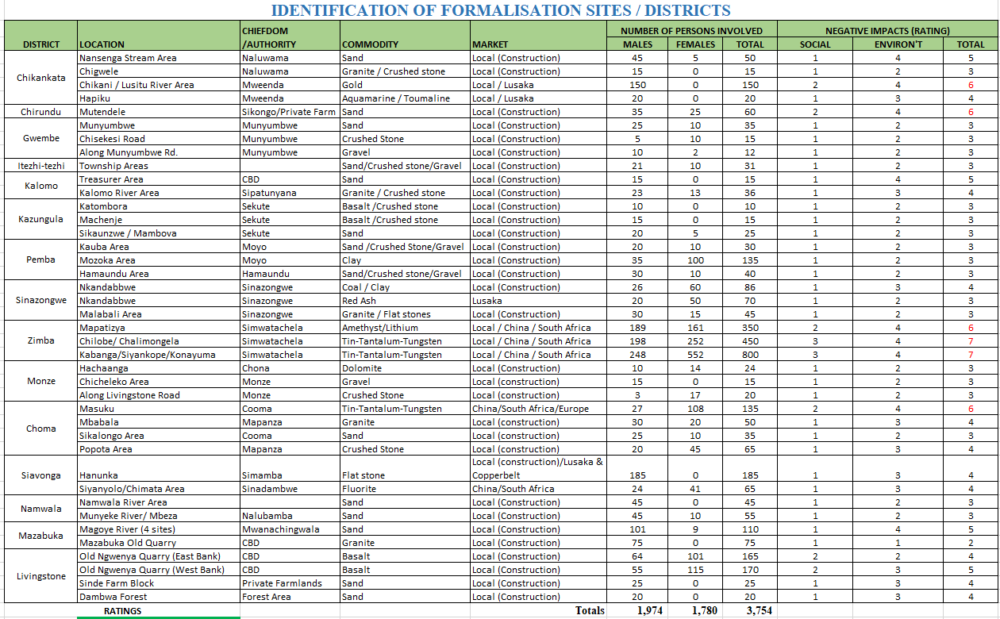 IDENTIFICATION OF FORMALISATION SITES / DISTRICTS
DISTRICT LOCATION CHIEFDOM /AUTHORITY COMMODITY MARKET NUMBER OF PERSONS INVOLVED NEGATIVE IMPACTS (RATING)
MALES FEMALES TOTAL SOCIAL ENVIRON'T TOTAL
Chikankata Nansenga Stream Area Naluwama Sand Local (Construction) 45 5 50 1 4 5
Chigwele Naluwama Granite / Crushed stone Local (Construction) 15 0 15 1 2 3
Chikani / Lusitu River Area Mweenda Gold Local / Lusaka 150 0 150 2 4 6
Hapiku Mweenda Aquamarine / Toumaline Local / Lusaka 20 0 20 1 3 4
Chirundu Mutendele Sikongo/Private Farm Sand Local (Construction) 35 25 60 2 4 6
Gwembe Munyumbwe Munyumbwe Sand Local (Construction) 25 10 35 1 2 3
Chisekesi Road Munyumbwe Crushed Stone Local (Construction) 5 10 15 1 2 3
Along Munyumbwe Rd. Munyumbwe Gravel Local (Construction) 10 2 12 1 2 3
Itezhi-tezhi Township Areas Sand/Crushed stone/Gravel Local (Construction) 21 10 31 1 2 3
Kalomo Treasurer Area CBD Sand Local (Construction) 15 0 15 1 4 5
Kalomo River Area Sipatunyana Granite / Crushed stone Local (Construction) 23 13 36 1 3 4
Kazungula Katombora Sekute Basalt /Crushed stone Local (Construction) 10 0 10 1 2 3
Machenje Sekute Basalt /Crushed stone Local (Construction) 15 0 15 1 2 3
Sikaunzwe / Mambova Sekute Sand Local (Construction) 20 5 25 1 2 3
Pemba Kauba Area Moyo Sand /Crushed Stone/Gravel Local (Construction) 20 10 30 1 2 3
Mozoka Area Moyo Clay Local (Construction) 35 100 135 1 2 3
Hamaundu Area Hamaundu Sand/Crushed stone/Gravel Local (Construction) 30 10 40 1 2 3
Sinazongwe Nkandabbwe Sinazongwe Coal / Clay Local (Construction) 26 60 86 1 3 4
Nkandabbwe Sinazongwe Red Ash Lusaka 20 50 70 1 2 3
Malabali Area Sinazongwe Granite / Flat stones Local (Construction) 30 15 45 1 2 3
Zimba Mapatizya Simwatachela Amethyst/Lithium Local / China / South Africa 189 161 350 2 4 6
Chilobe/ Chalimongela Simwatachela Tin-Tantalum-Tungsten Local / China / South Africa 198 252 450 3 4 7
Kabanga/Siyankope/Konayuma Simwatachela Tin-Tantalum-Tungsten Local / China / South Africa 248 552 800 3 4 7
Monze Hachaanga Chona Dolomite Local (construction) 10 14 24 1 2 3
Chicheleko Area Monze Gravel Local (construction) 15 0 15 1 2 3
Along Livingstone Road Monze Crushed Stone Local (construction) 3 17 20 1 2 3
Choma Masuku Cooma Tin-Tantalum-Tungsten China/South Africa/Europe 27 108 135 2 4 6
Mbabala Mapanza Granite Local (construction) 30 20 50 1 3 4
Sikalongo Area Cooma Sand Local (construction) 25 10 35 1 2 3
Popota Area Mapanza Crushed Stone Local (construction) 20 45 65 1 3 4
Siavonga Hanunka Simamba Flat stone Local (construction)/Lusaka & Copperbelt 185 0 185 1 3 4
Siyanyolo/Chimata Area Sinadambwe Fluorite China/South Africa 24 41 65 1 3 4
Namwala Namwala River Area Sand Local (Construction) 45 0 45 1 2 3
Munyeke River/ Mbeza Nalubamba Sand Local (Construction) 45 10 55 1 2 3
Mazabuka Magoye River (4 sites) Mwanachingwala Sand Local (Construction) 101 9 110 1 4 5
Mazabuka Old Quarry CBD Granite Local (Construction) 75 0 75 1 1 2
Livingstone Old Ngwenya Quarry (East Bank) CBD Basalt Local (Construction) 64 101 165 2 2 4
Old Ngwenya Quarry (West Bank) CBD Basalt Local (Construction) 55 115 170 2 3 5
Sinde Farm Block Private Farmlands Sand Local (Construction) 25 0 25 1 3 4
Dambwa Forest Forest Area Sand Local (Construction) 20 0 20 1 3 4
RATINGS Totals 1,974 1,780 3,754